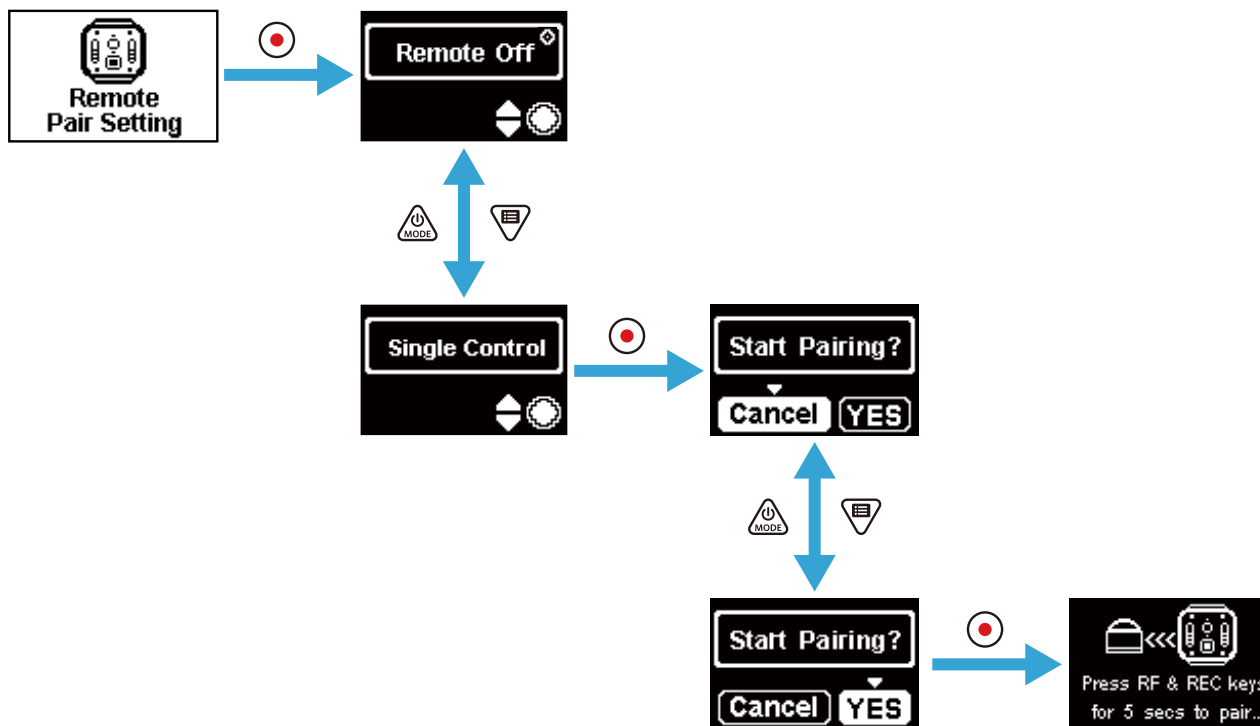 Remote
Pair Setting
Remote Off
MODE
Single Control
Start Pairing?
Cancel YES
MODE
Start Pairing?
Cancel YES
Press RF & REC keys
for 5 secs to pair.